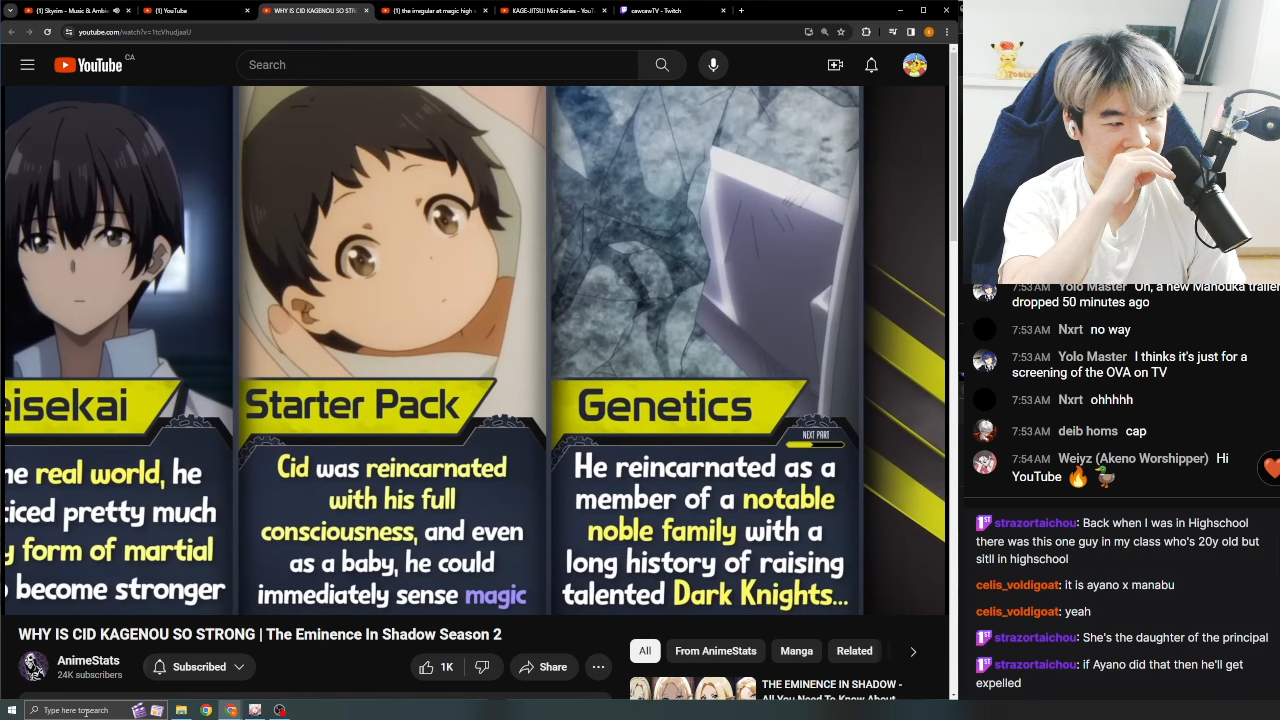 Skyrim - Music & Ambie
(1) YouTube
WHY IS CID KAGENOU SO STRONG
(1) the irregular at magic high s
KAGE-JITSU! Mini Series - YouT
cawcawTV - Twitch
youtube.com/watch?v=1tcVhudjaaU
YouTube CA
Search
eisekai
he real world, he
ticed pretty much
y form of martial
become stronger
Starter Pack
Cid was reincarnated
with his full
consciousness, and even
as a baby, he could
immediately sense magic
Genetics
NEXT PART
He reincarnated as a
member of a notable
noble family with a
long history of raising
talented Dark Knights...
WHY IS CID KAGENOU SO STRONG | The Eminence In Shadow Season 2
AnimeStats
24K subscribers
Subscribed
1K
Share
All
From AnimeStats
Manga
Related
THE EMINENCE IN SHADOW -
All You Need To Know About
Type here to search
7:53 AM Yolo Master Oh, a new Mahouka trailer
dropped 50 minutes ago
7:53 AM Nxrt no way
7:53 AM Yolo Master I thinks it's just for a
screening of the OVA on TV
7:53 AM Nxrt ohhhhh
7:53 AM deib homs cap
7:54 AM Weiyz (Akeno Worshipper) Hi
YouTube 🔥 🦆
1ST strazortaichou: Back when I was in Highschool
there was this one guy in my class who's 20y old but
sitll in highschool
celis_voldigoat: it is ayano x manabu
celis_voldigoat: yeah
1ST strazortaichou: She's the daughter of the principal
1ST strazortaichou: if Ayano did that then he'll get
expelled